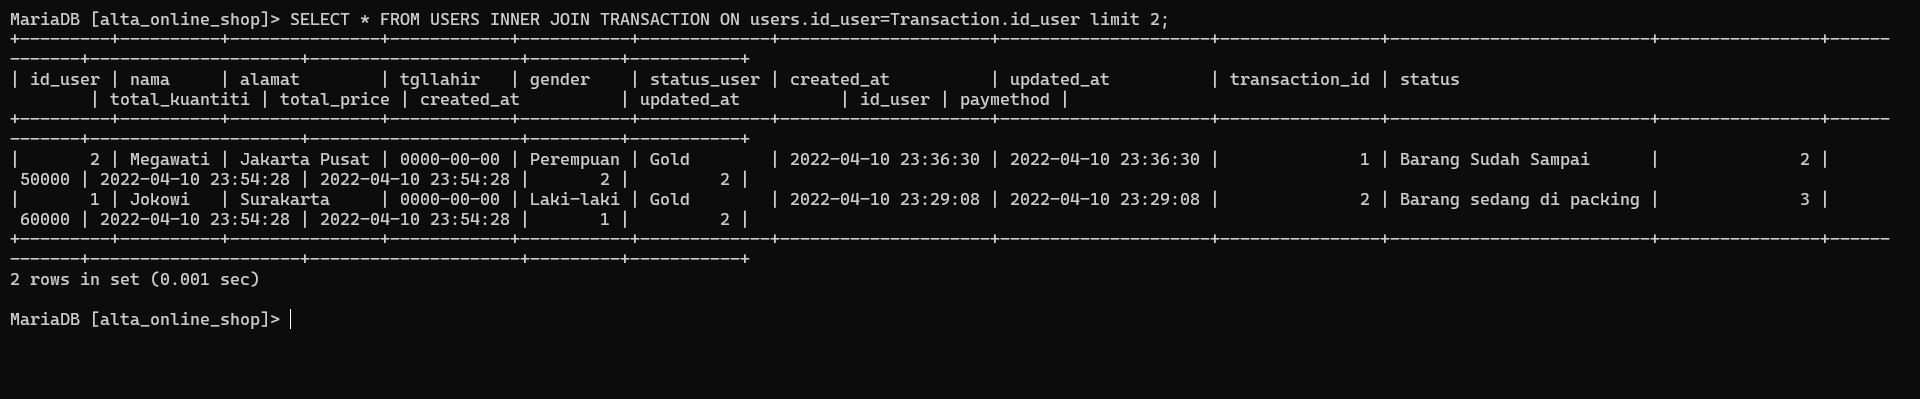 MariaDB [alta_online_shop]> SELECT * FROM USERS INNER JOIN TRANSACTION ON users.id_user=Transaction.id_user limit 2;
+---------+----------+---------------+------------+-----------+-------------+---------------------+---------------------+----------------+-------------------------+----------------+------
-------+---------------------+---------------------+---------+-----------+
| id_user | nama     | alamat        | tgllahir   | gender    | status_user | created_at          | updated_at          | transaction_id | status
        | total_kuantiti | total_price | created_at          | updated_at          | id_user | paymethod |
+---------+----------+---------------+------------+-----------+-------------+---------------------+---------------------+----------------+-------------------------+----------------+------
-------+---------------------+---------------------+---------+-----------+
|       2 | Megawati | Jakarta Pusat | 0000-00-00 | Perempuan | Gold        | 2022-04-10 23:36:30 | 2022-04-10 23:36:30 |              1 | Barang Sudah Sampai      |              2 |
 50000 | 2022-04-10 23:54:28 | 2022-04-10 23:54:28 |       2 |         2 |
|       1 | Jokowi   | Surakarta     | 0000-00-00 | Laki-laki | Gold        | 2022-04-10 23:29:08 | 2022-04-10 23:29:08 |              2 | Barang sedang di packing |              3 |
 60000 | 2022-04-10 23:54:28 | 2022-04-10 23:54:28 |       1 |         2 |
+---------+----------+---------------+------------+-----------+-------------+---------------------+---------------------+----------------+-------------------------+----------------+------
-------+---------------------+---------------------+---------+-----------+
2 rows in set (0.001 sec)
MariaDB [alta_online_shop]>